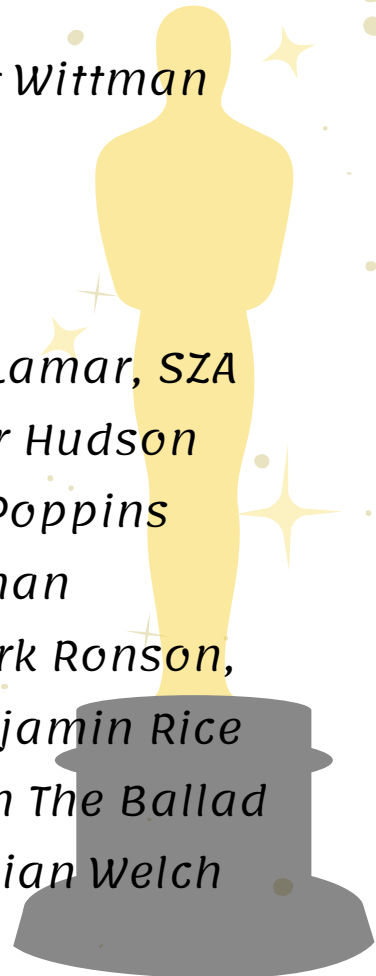 Wittman
Lamar, SZA
r Hudson
Poppins
nan
rk Ronson,
jamin Rice
n The Ballad
ian Welch